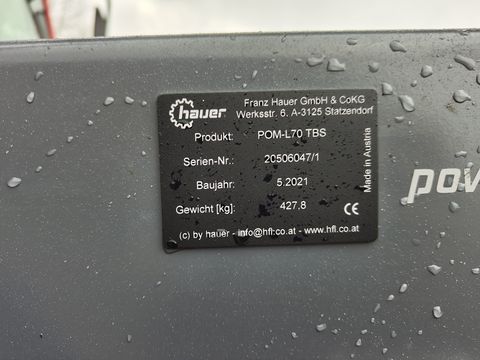 hauer
Franz Hauer GmbH & CoKG
Werksstr. 6. A-3125 Statzendorf
Produkt: POM-L70 TBS
Serien-Nr.: 20506047/1
Baujahr: 5.2021
Gewicht [kg]: 427,8
CE
(c) by hauer - info@hfl.co.at - www.hfl.co.at
Made in Austria
pov